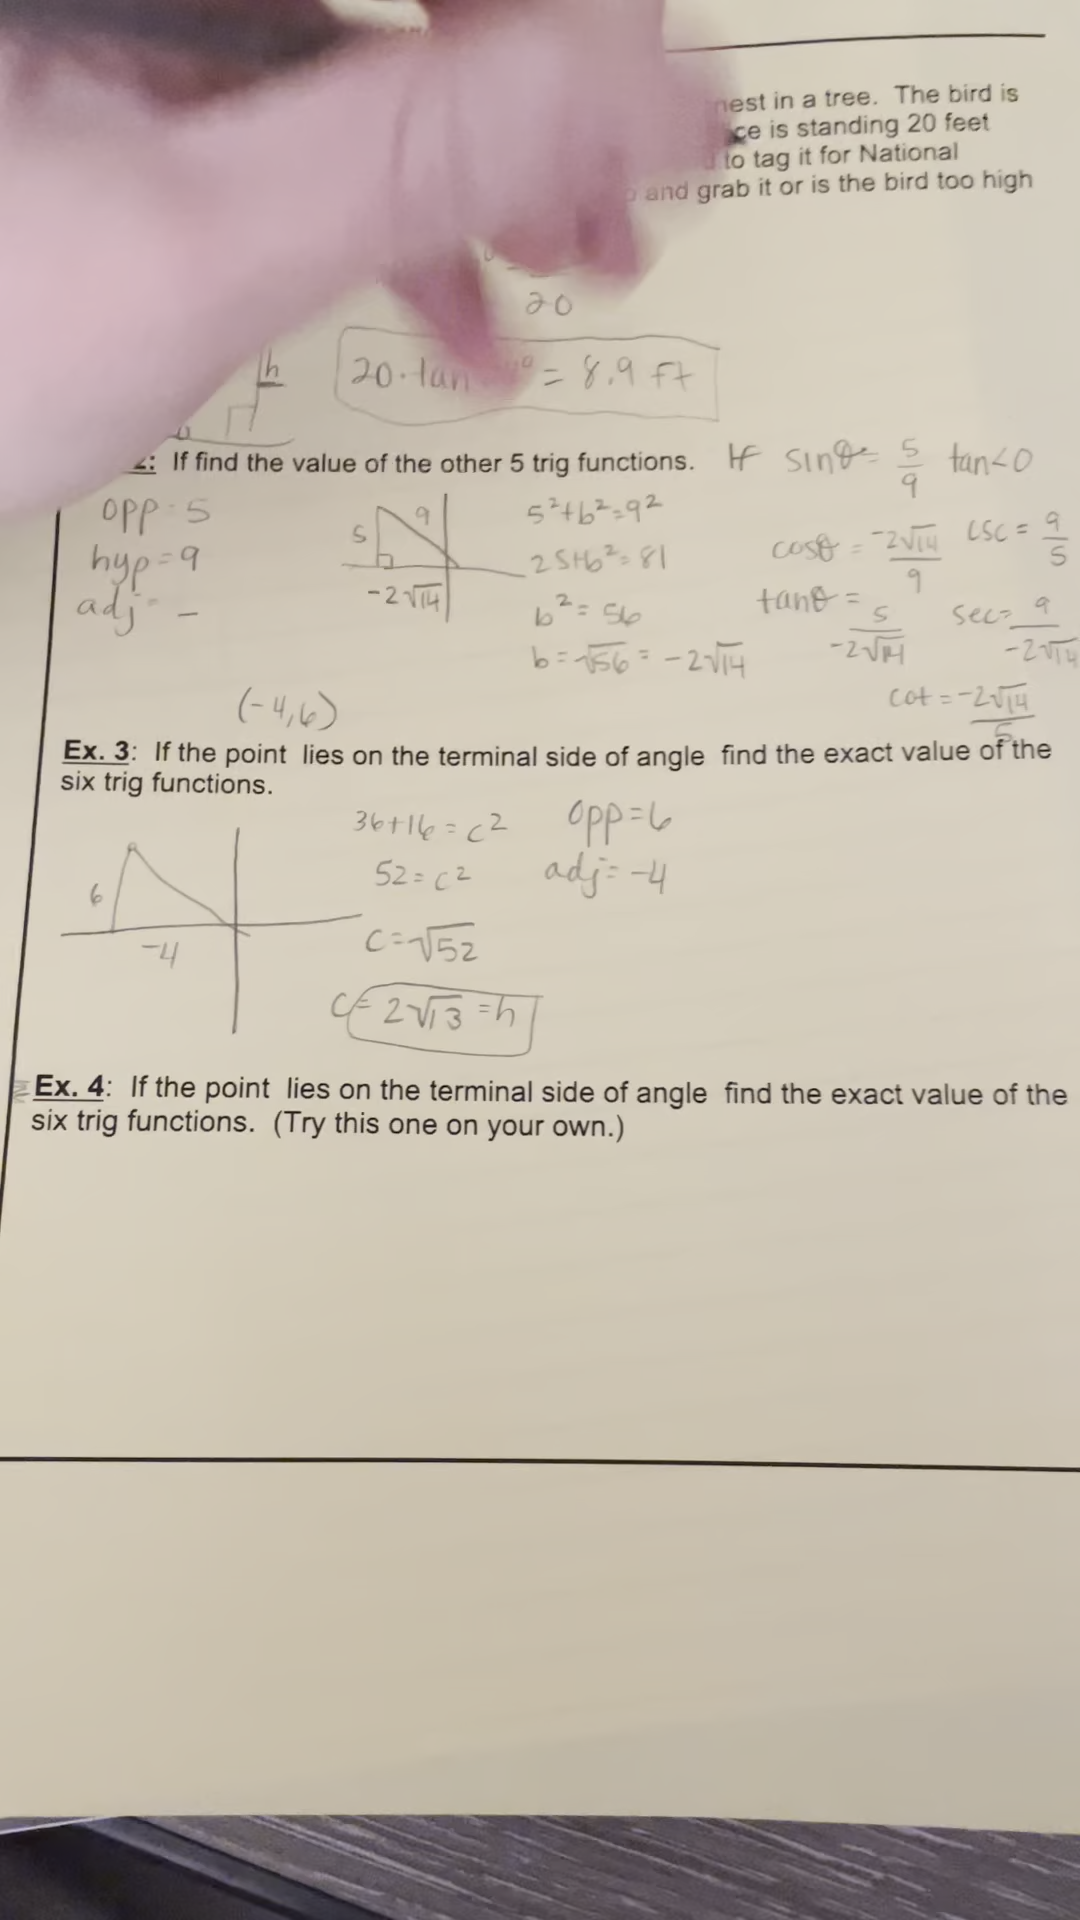 nest in a tree. The bird is
ce is standing 20 feet
to tag it for National
and grab it or is the bird too high
20
h
20·tan ° = 8.9 ft
2: If find the value of the other 5 trig functions. If sinθ = 5/9 tan<0
opp = 5
hyp = 9
adj = –
5
9
-2√14
5²+b²=9²
25+b²=81
b²=56
b=√56 = -2√14
cosθ = -2√14/9
csc = 9/5
tanθ = 5/-2√14
sec = 9/-2√14
cot = -2√14/5
(-4,6)
Ex. 3: If the point lies on the terminal side of angle find the exact value of the
six trig functions.
6
-4
36+16 = c²
52 = c²
c=√52
c= 2√13 = h
opp=6
adj=-4
Ex. 4: If the point lies on the terminal side of angle find the exact value of the
six trig functions. (Try this one on your own.)